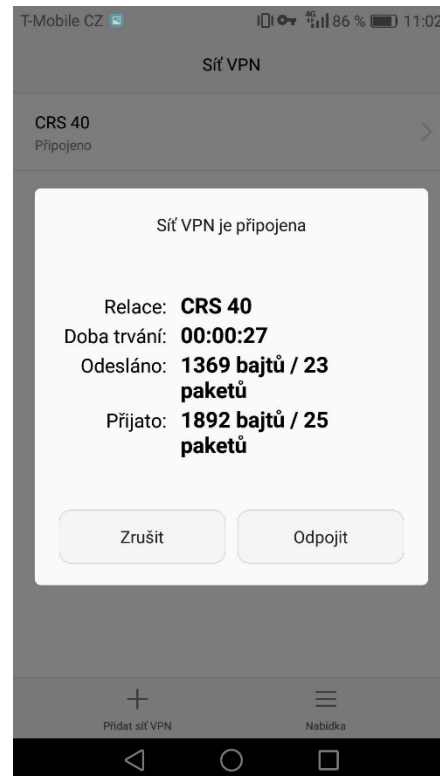 T-Mobile CZ 4G 86 % 11:02
Síť VPN
CRS 40
Připojeno
Síť VPN je připojena
Relace: CRS 40
Doba trvání: 00:00:27
Odesláno: 1369 bajtů / 23
paketů
Přijato: 1892 bajtů / 25
paketů
Zrušit Odpojit
Přidat síť VPN Nabídka